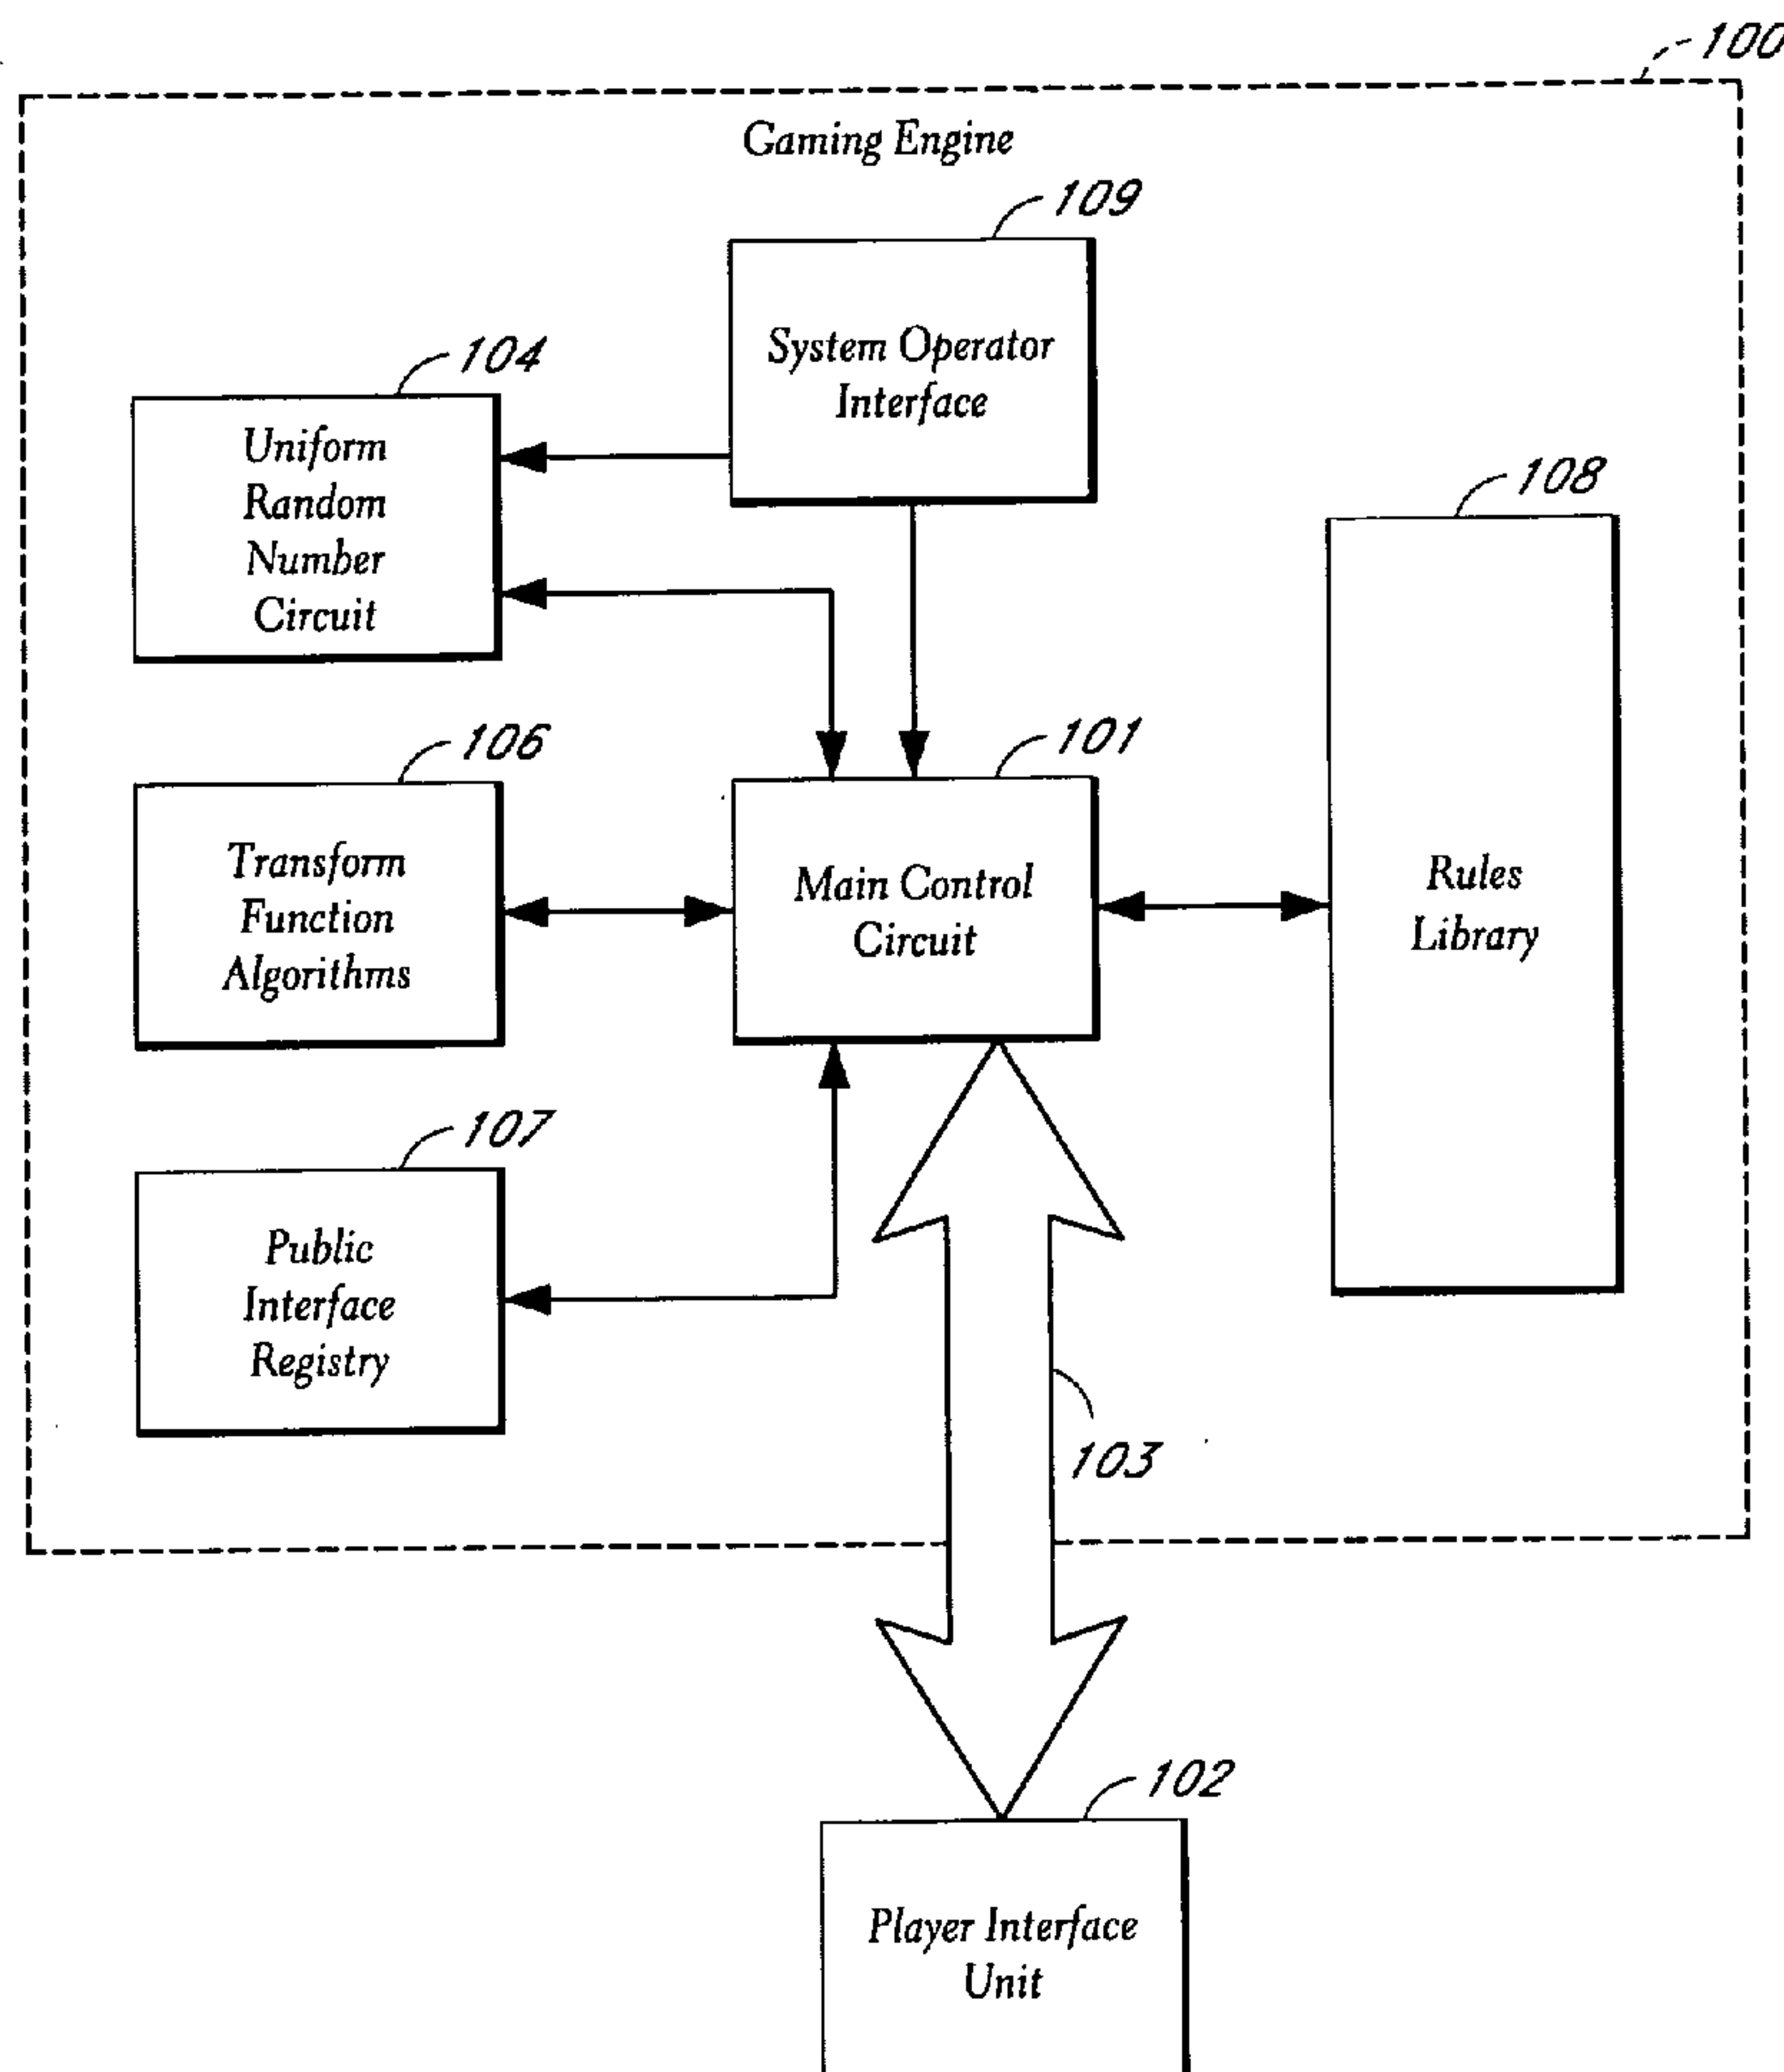 100
Gaming Engine
109
System Operator
Interface
104
Uniform
Random
Number
Circuit
108
Rules
Library
106
Transform
Function
Algorithms
101
Main Control
Circuit
107
Public
Interface
Registry
103
102
Player Interface
Unit